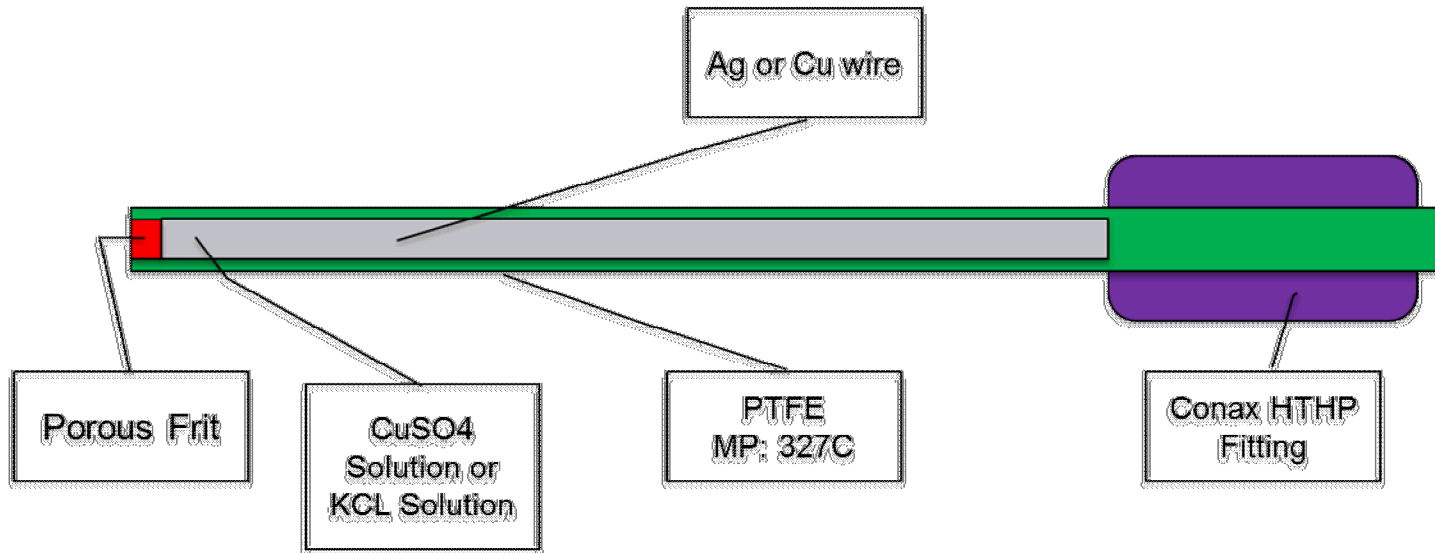 Ag or Cu wire
Porous Frit
CuSO4
Solution or
KCL Solution
PTFE
MP: 327C
Conax HTHP
Fitting